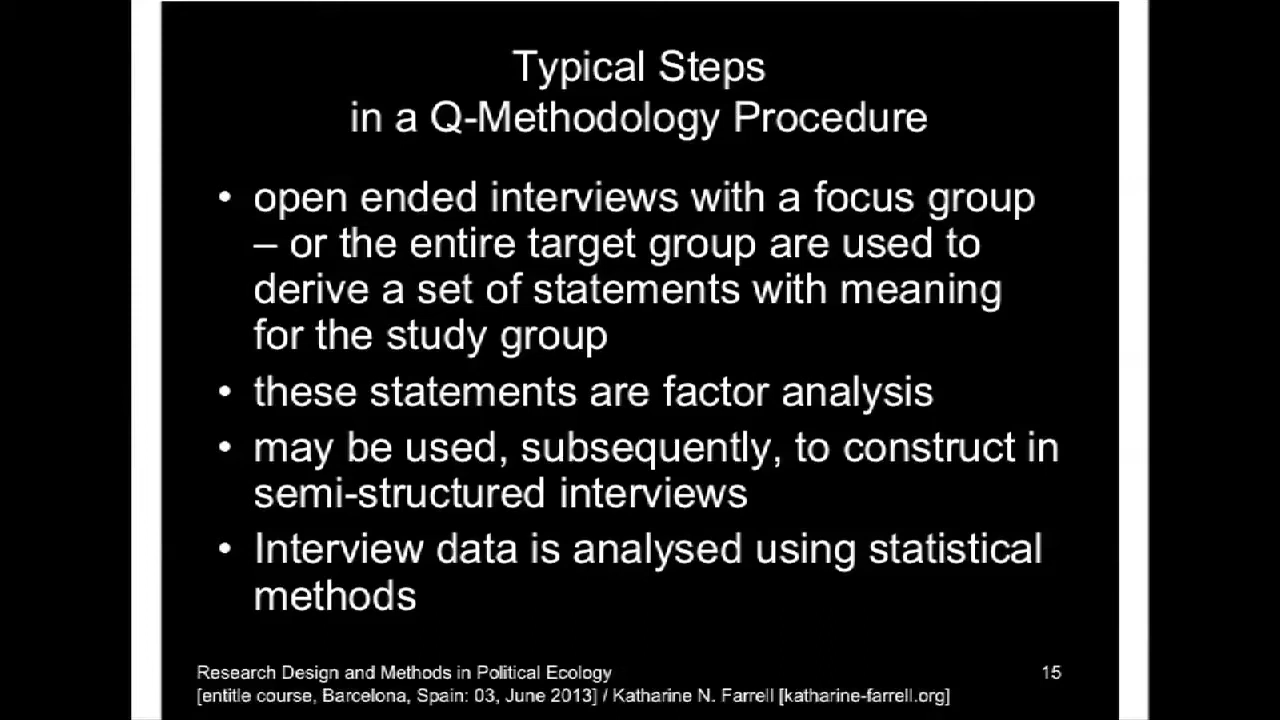 Typical Steps
in a Q-Methodology Procedure
• open ended interviews with a focus group
– or the entire target group are used to
derive a set of statements with meaning
for the study group
• these statements are factor analysis
• may be used, subsequently, to construct in
semi-structured interviews
• Interview data is analysed using statistical
methods
Research Design and Methods in Political Ecology 15
[entitle course, Barcelona, Spain: 03, June 2013] / Katharine N. Farrell [katharine-farrell.org]